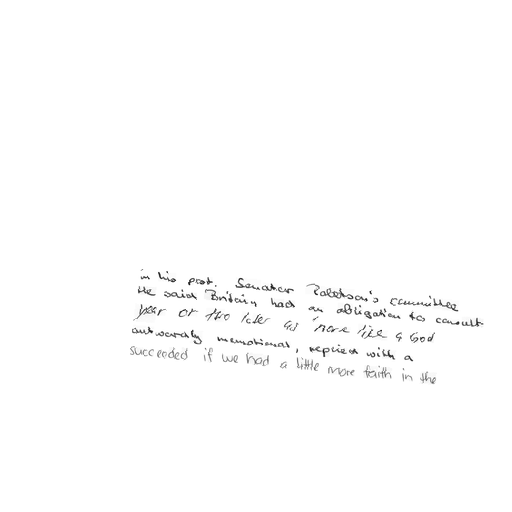 in his post. Senator Robertson's committee
He said Britain had an obligation to consult
year or two later as 'more like a God
outwardly unemotional, replied with a
succeeded if we had a little more faith in the